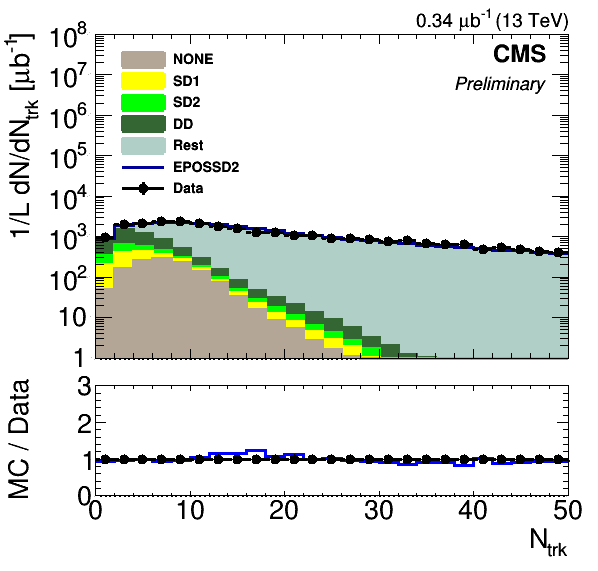 0.34 μb⁻¹ (13 TeV)
1/L dN/dN_trk [μb⁻¹]
10⁸
10⁷
10⁶
10⁵
10⁴
10³
10²
10
1
NONE
SD1
SD2
DD
Rest
EPOSSD2
Data
CMS
Preliminary
MC / Data
3
2
1
0
0 10 20 30 40 50
N_trk